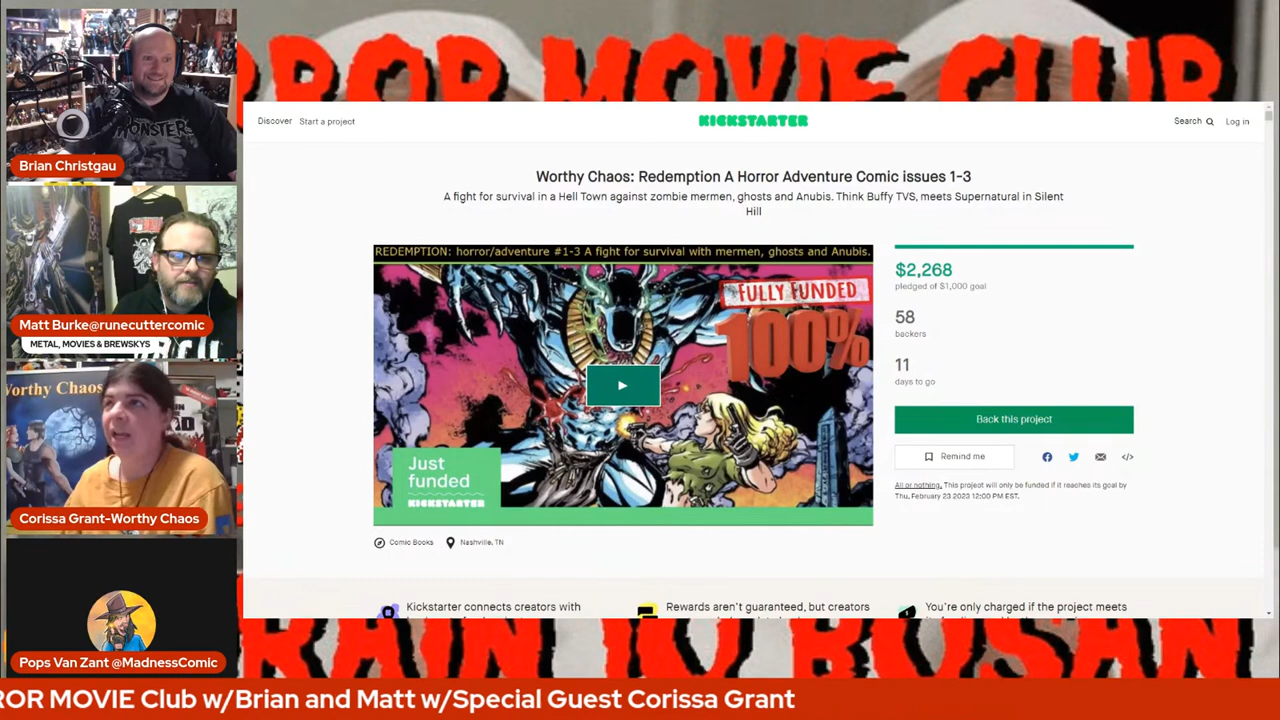 HORROR MOVIE CLUB
MONSTERS
Brian Christgau
Matt Burke@runecuttercomic
METAL, MOVIES & BREWSKYS
Worthy Chaos
Corissa Grant-Worthy Chaos
Pops Van Zant @MadnessComic
Discover
Start a project
KICKSTARTER
Search
Log in
Worthy Chaos: Redemption A Horror Adventure Comic issues 1-3
A fight for survival in a Hell Town against zombie mermen, ghosts and Anubis. Think Buffy TVS, meets Supernatural in Silent
Hill
REDEMPTION: horror/adventure #1-3 A fight for survival with mermen, ghosts and Anubis.
FULLY FUNDED
100%
Just
funded
KICKSTARTER
$2,268
pledged of $1,000 goal
58
backers
11
days to go
Back this project
Remind me
All or nothing. This project will only be funded if it reaches its goal by
Thu, February 23 2023 12:00 PM EST.
Comic Books
Nashville, TN
Kickstarter connects creators with
Rewards aren't guaranteed, but creators
You're only charged if the project meets
TRAIN TO BUSAN
ROR MOVIE Club w/Brian and Matt w/Special Guest Corissa Grant